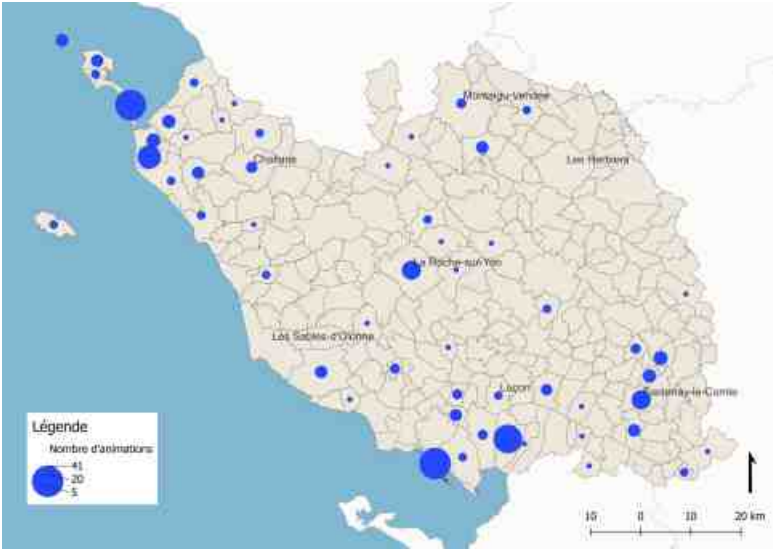 Montaigu-Vendée
Challans
Les Herbiers
La Roche-sur-Yon
Les Sables-d'Olonne
Luçon
Fontenay-le-Comte
Légende
Nombre d'animations
41
20
5
10 0 10 20 km